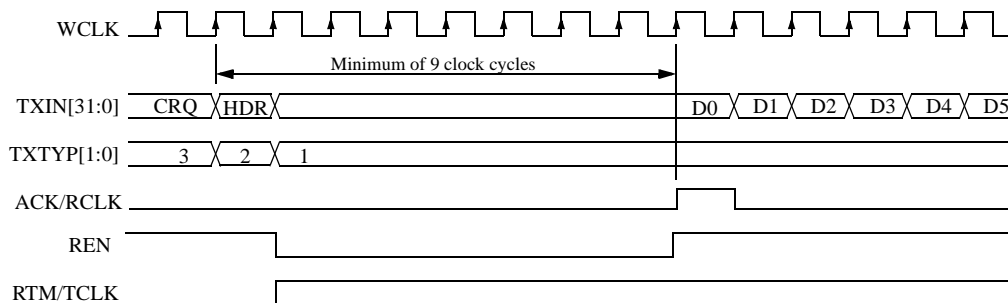 WCLK
Minimum of 9 clock cycles
TXIN[31:0] CRQ HDR D0 D1 D2 D3 D4 D5
TXTYP[1:0] 3 2 1
ACK/RCLK
REN
RTM/TCLK